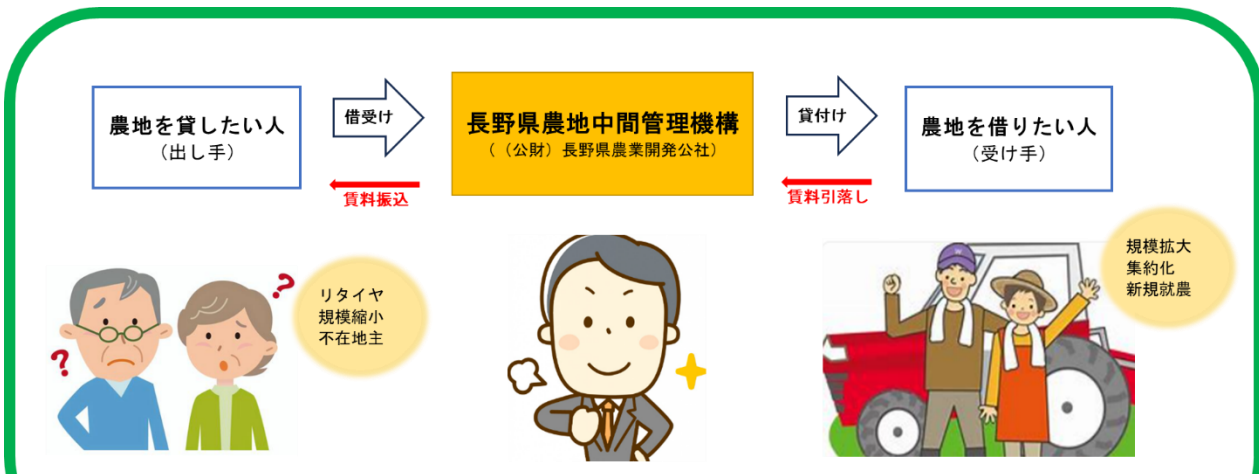 農地を貸したい人
（出し手）
借受け
賃料振込
長野県農地中間管理機構
（（公財）長野県農業開発公社）
貸付け
賃料引落し
農地を借りたい人
（受け手）
?
?
リタイヤ
規模縮小
不在地主
規模拡大
集約化
新規就農